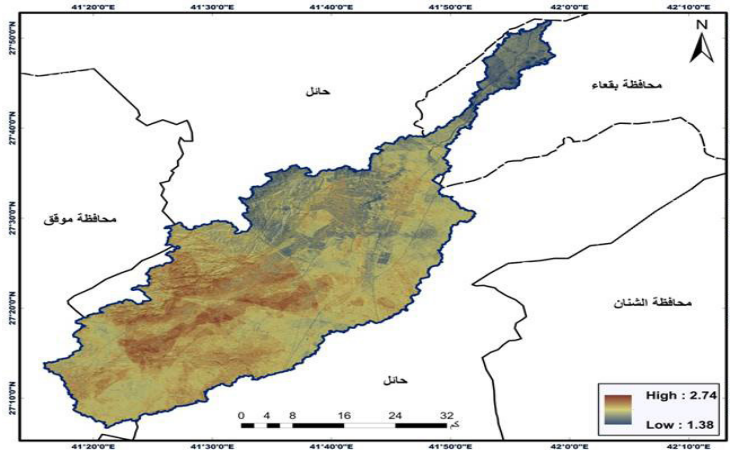 41°20'0"E 41°30'0"E 41°40'0"E 41°50'0"E 42°0'0"E 42°10'0"E
N
27°50'0"N
محافظة بقعاء
حائل
27°40'0"N
محافظة موقق
27°30'0"N
محافظة الشنان
27°20'0"N
حائل
27°10'0"N
High : 2.74
Low : 1.38
0 4 8 16 24 32
كم
41°20'0"E 41°30'0"E 41°40'0"E 41°50'0"E 42°0'0"E 42°10'0"E